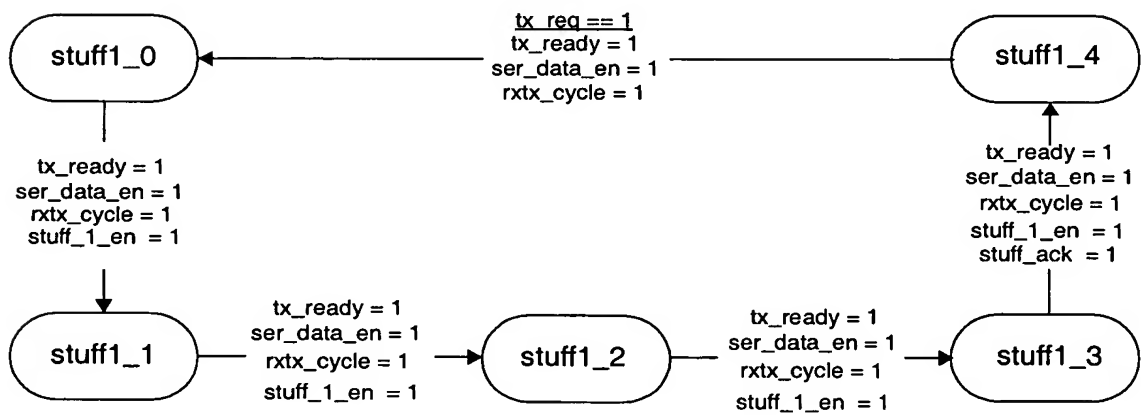 stuff1_0
tx_req == 1
tx_ready = 1
ser_data_en = 1
rxtx_cycle = 1
stuff1_4
tx_ready = 1
ser_data_en = 1
rxtx_cycle = 1
stuff_1_en = 1
tx_ready = 1
ser_data_en = 1
rxtx_cycle = 1
stuff_1_en = 1
stuff_ack = 1
stuff1_1
tx_ready = 1
ser_data_en = 1
rxtx_cycle = 1
stuff_1_en = 1
stuff1_2
tx_ready = 1
ser_data_en = 1
rxtx_cycle = 1
stuff_1_en = 1
stuff1_3